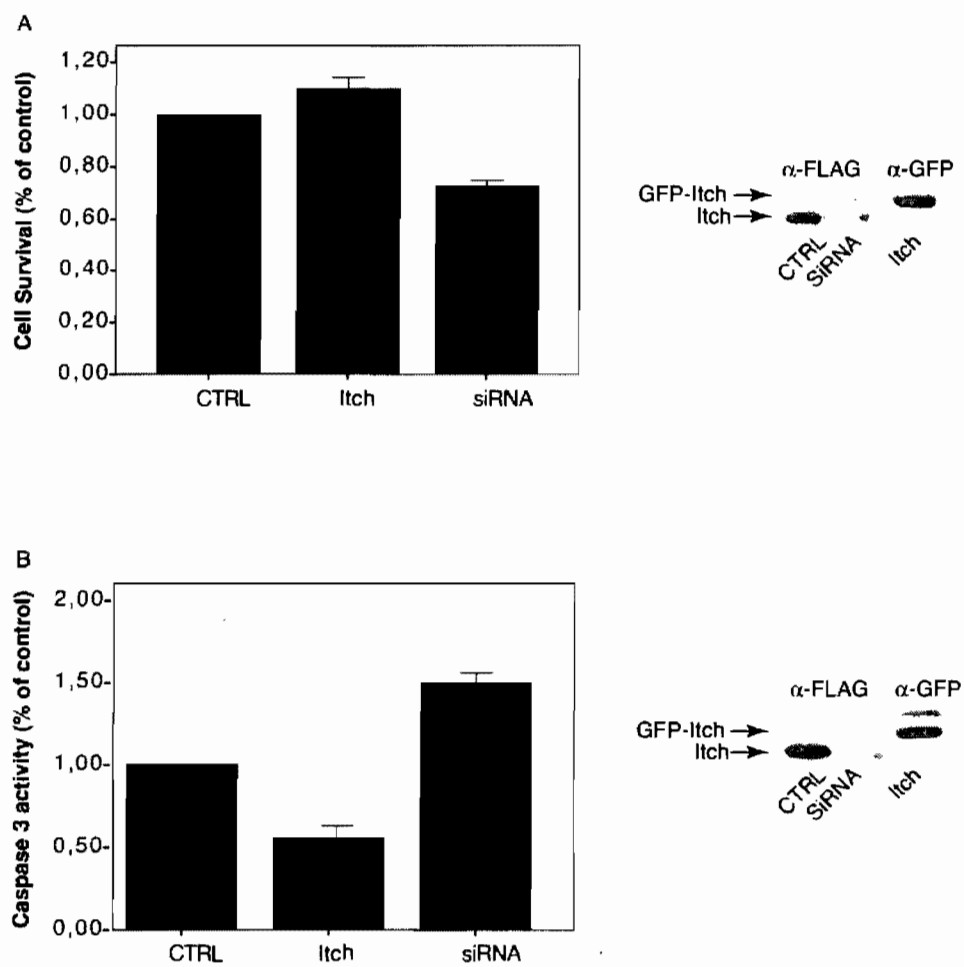 A
Cell Survival (% of control)
1,20
1,00
0,80
0,60
0,40
0,20
0,00
CTRL Itch siRNA
α-FLAG α-GFP
GFP-Itch
Itch
CTRL SiRNA Itch
B
Caspase 3 activity (% of control)
2,00
1,50
1,00
0,50
0,00
CTRL Itch siRNA
α-FLAG α-GFP
GFP-Itch
Itch
CTRL SiRNA Itch